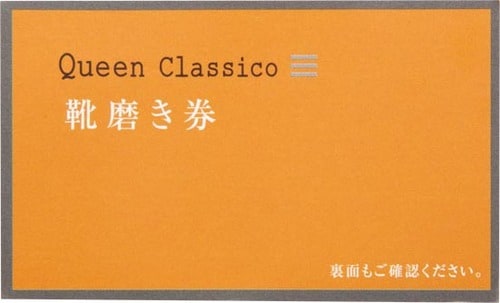 Queen Classico
靴磨き券
裏面もご確認ください。